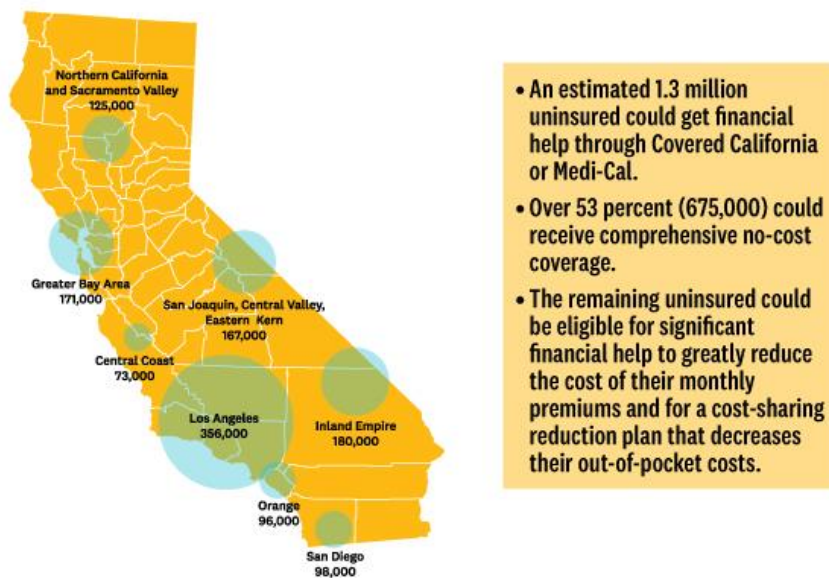 Northern California
and Sacramento Valley
125,000
Greater Bay Area
171,000
San Joaquin, Central Valley,
Eastern Kern
167,000
Central Coast
73,000
Los Angeles
356,000
Inland Empire
180,000
Orange
96,000
San Diego
98,000
• An estimated 1.3 million
uninsured could get financial
help through Covered California
or Medi-Cal.
• Over 53 percent (675,000) could
receive comprehensive no-cost
coverage.
• The remaining uninsured could
be eligible for significant
financial help to greatly reduce
the cost of their monthly
premiums and for a cost-sharing
reduction plan that decreases
their out-of-pocket costs.